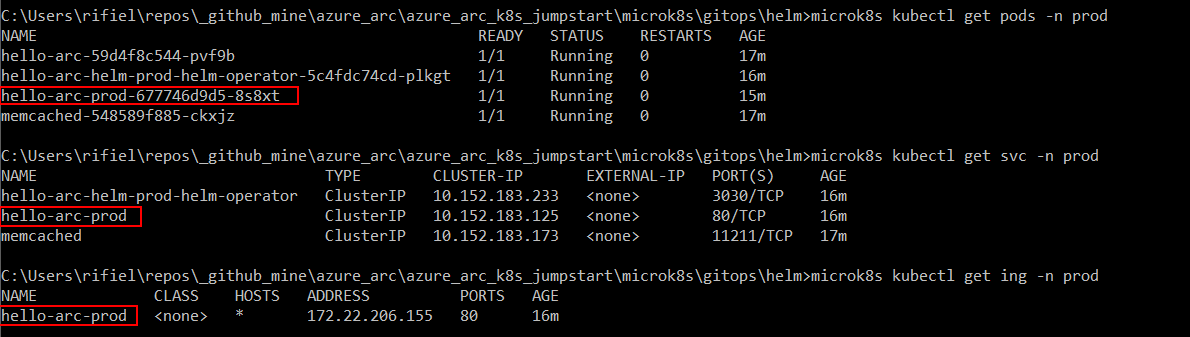 C:\Users\rifiel\repos\_github_mine\azure_arc\azure_arc_k8s_jumpstart\microk8s\gitops\helm>microk8s kubectl get pods -n prod
NAME READY STATUS RESTARTS AGE
hello-arc-59d4f8c544-pvf9b 1/1 Running 0 17m
hello-arc-helm-prod-helm-operator-5c4fdc74cd-plkgt 1/1 Running 0 16m
hello-arc-prod-677746d9d5-8s8xt 1/1 Running 0 15m
memcached-548589f885-ckxjz 1/1 Running 0 17m
C:\Users\rifiel\repos\_github_mine\azure_arc\azure_arc_k8s_jumpstart\microk8s\gitops\helm>microk8s kubectl get svc -n prod
NAME TYPE CLUSTER-IP EXTERNAL-IP PORT(S) AGE
hello-arc-helm-prod-helm-operator ClusterIP 10.152.183.233 <none> 3030/TCP 16m
hello-arc-prod ClusterIP 10.152.183.125 <none> 80/TCP 16m
memcached ClusterIP 10.152.183.173 <none> 11211/TCP 17m
C:\Users\rifiel\repos\_github_mine\azure_arc\azure_arc_k8s_jumpstart\microk8s\gitops\helm>microk8s kubectl get ing -n prod
NAME CLASS HOSTS ADDRESS PORTS AGE
hello-arc-prod <none> * 172.22.206.155 80 16m